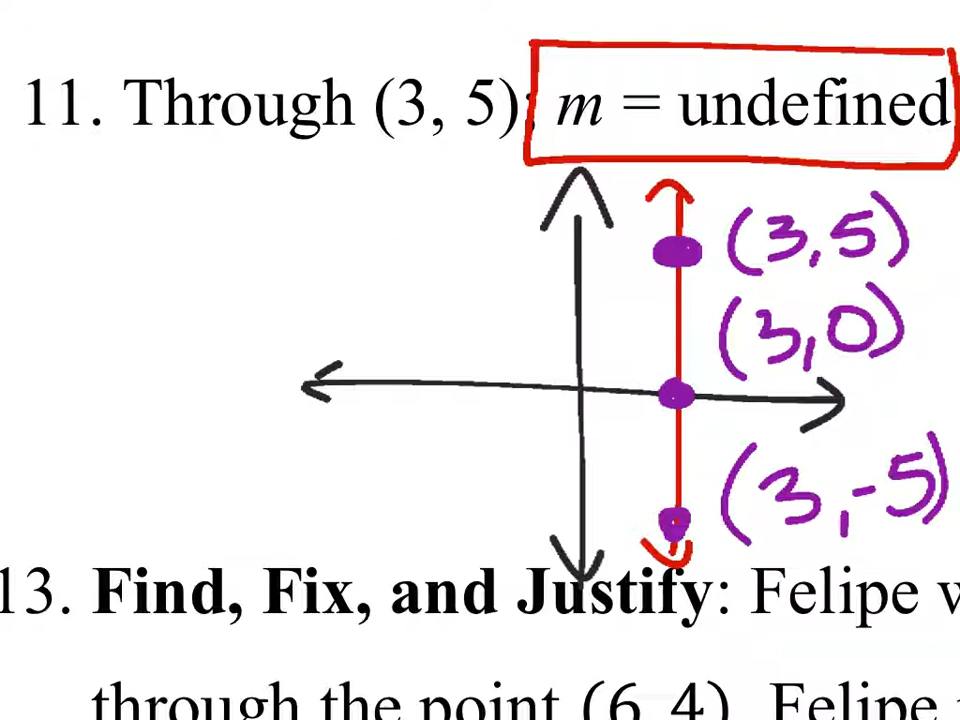 11. Through (3, 5); m = undefined
(3,5)
(3,0)
(3,-5)
13. Find, Fix, and Justify: Felipe w
through the point (6, 4). Felipe